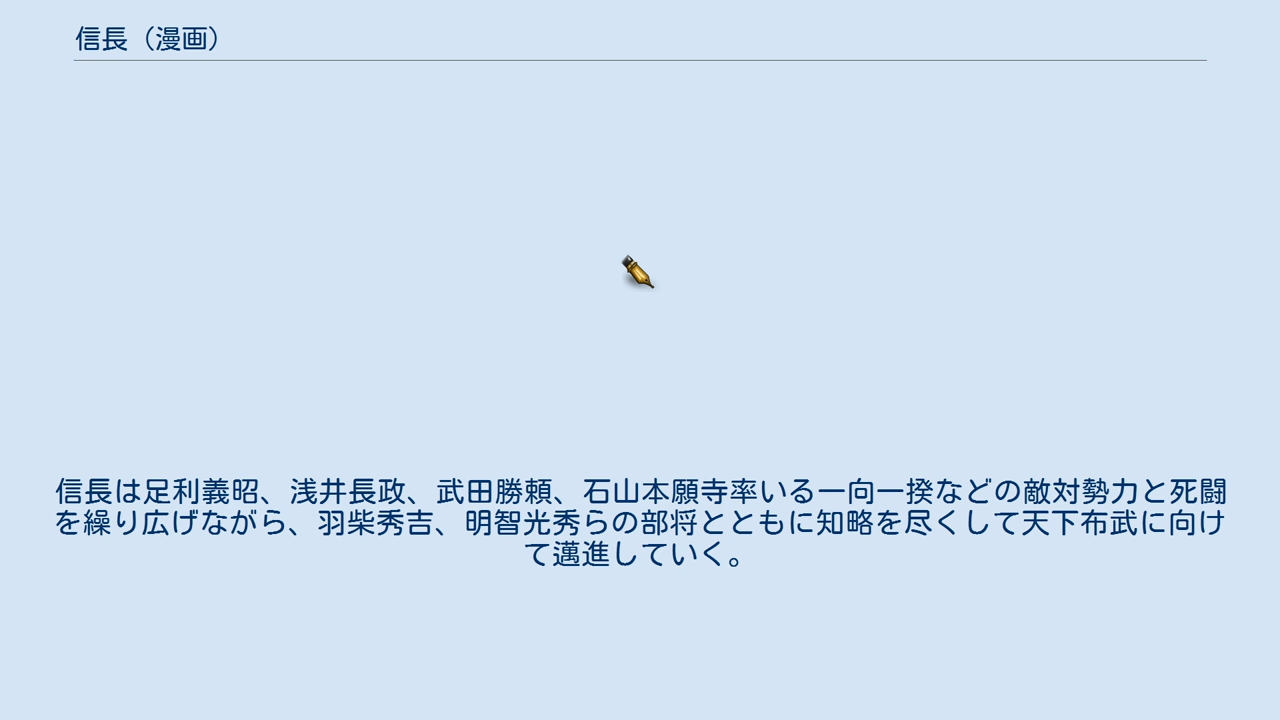 信長（漫画）
信長は足利義昭、浅井長政、武田勝頼、石山本願寺率いる一向一揆などの敵対勢力と死闘
を繰り広げながら、羽柴秀吉、明智光秀らの部将とともに知略を尽くして天下布武に向け
て邁進していく。